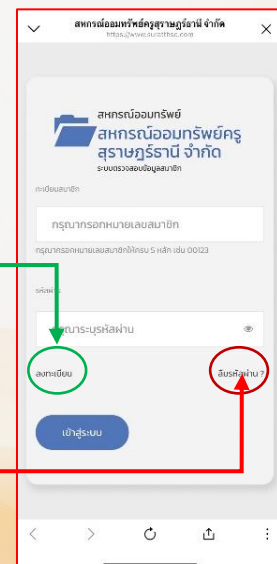 สหกรณ์ออมทรัพย์ครูสุราษฎร์ธานี จำกัด
https://www.suratthsc.com
สหกรณ์ออมทรัพย์
สหกรณ์ออมทรัพย์ครู
สุราษฎร์ธานี จำกัด
ระบบตรวจสอบข้อมูลสมาชิก
ทะเบียนสมาชิก
กรุณากรอกหมายเลขสมาชิก
กรุณากรอกหมายเลขสมาชิกให้ครบ 5 หลัก เช่น 00123
รหัสผ่าน
กรุณาระบุรหัสผ่าน
ลงทะเบียน
ลืมรหัสผ่าน ?
เข้าสู่ระบบ